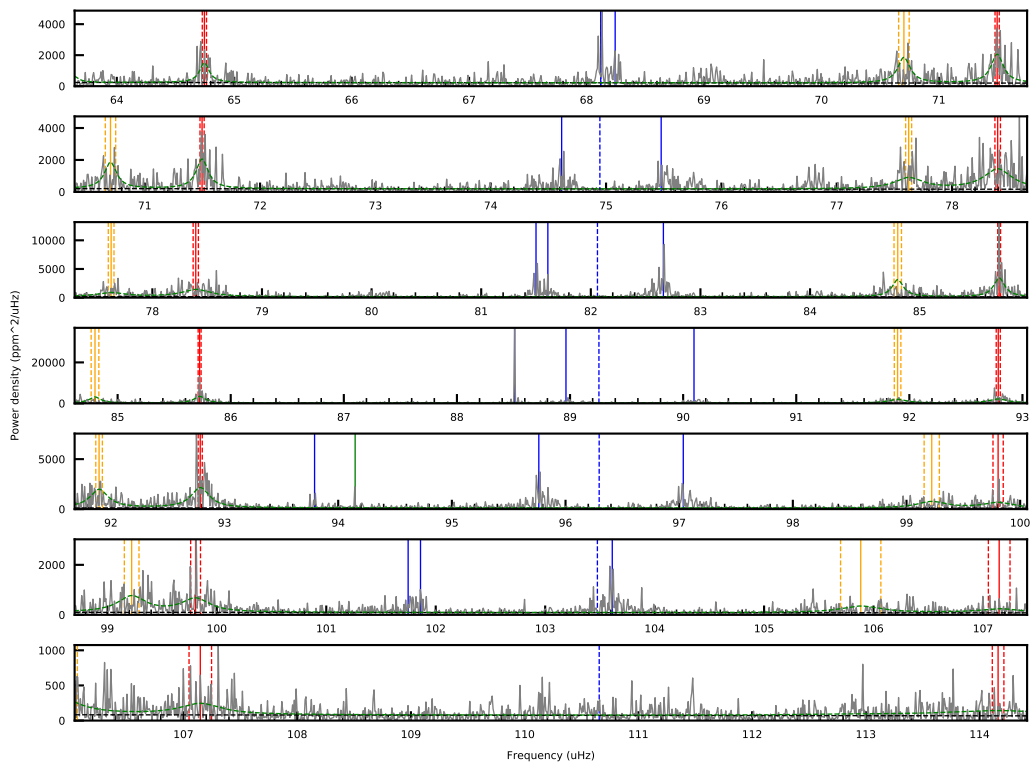 4000
2000
0
64 65 66 67 68 69 70 71
4000
2000
0
71 72 73 74 75 76 77 78
10000
5000
0
78 79 80 81 82 83 84 85
20000
0
85 86 87 88 89 90 91 92 93
Power density (ppm^2/uHz)
5000
0
92 93 94 95 96 97 98 99 100
2000
0
99 100 101 102 103 104 105 106 107
1000
500
0
107 108 109 110 111 112 113 114
Frequency (uHz)